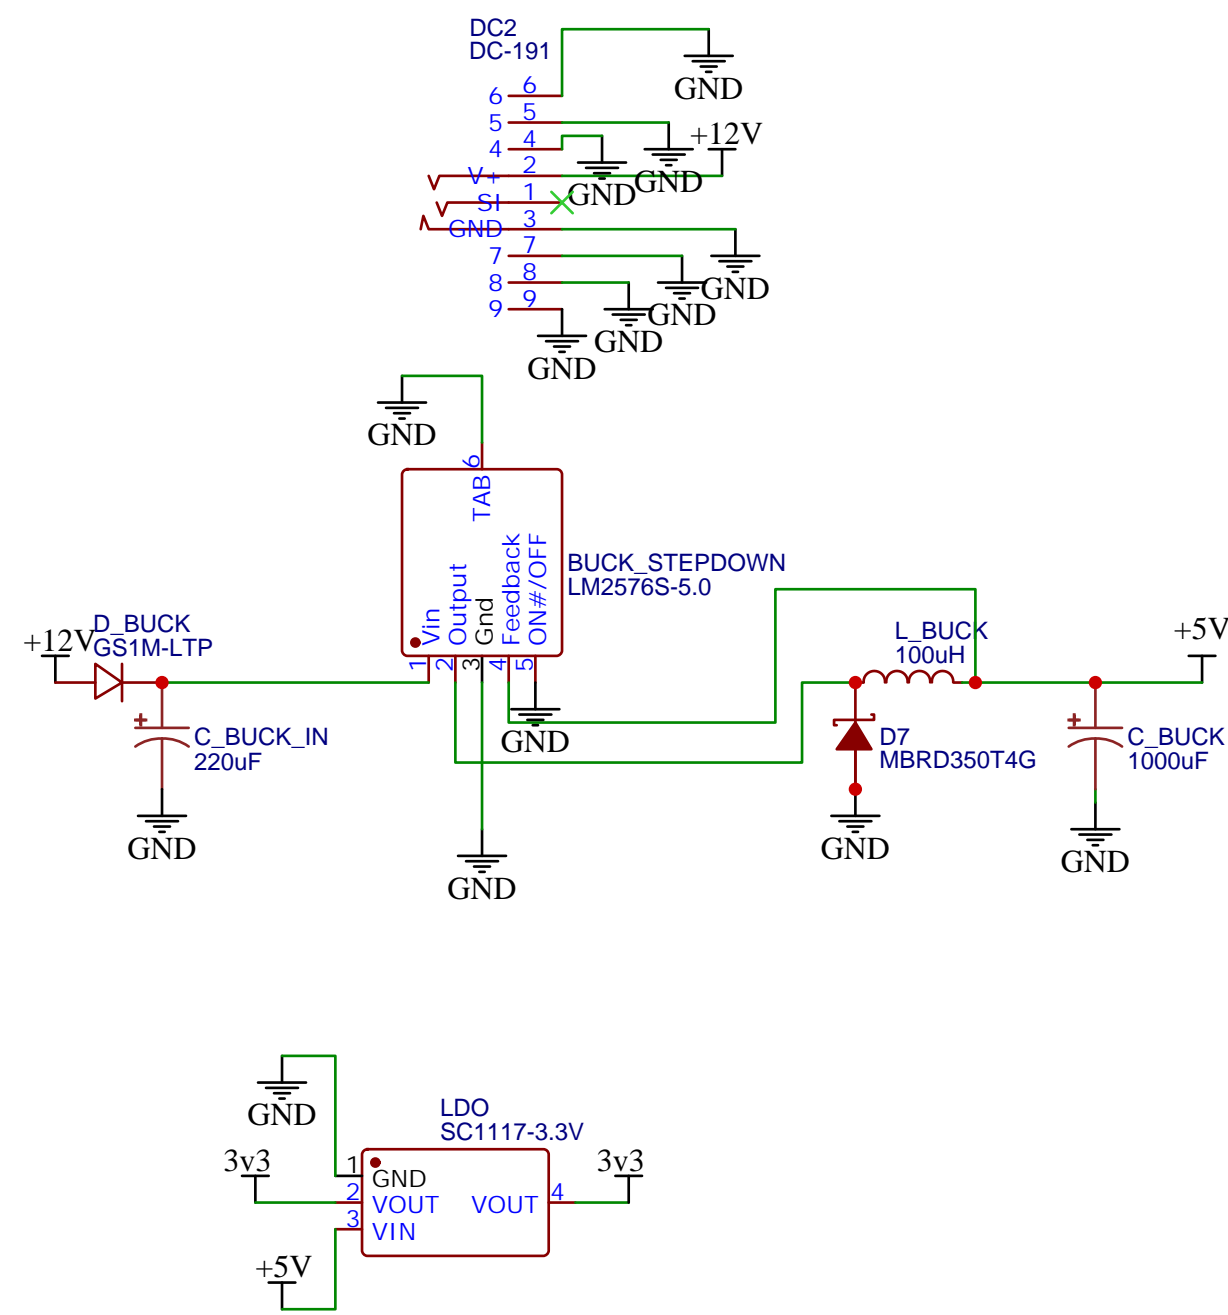 DC2
DC-191
GND
6 6
5 5
4 4
+12V
V+ 2
GND
GND
SI 1
GND 3
7 7
GND
8 8
GND
9 9
GND
GND
GND
6
TAB
Vin
Output
Gnd
Feedback
ON#/OFF
1
2
3
4
5
BUCK_STEPDOWN
LM2576S-5.0
+12V
D_BUCK
GS1M-LTP
C_BUCK_IN
220uF
GND
GND
GND
L_BUCK
100uH
+5V
D7
MBRD350T4G
GND
C_BUCK
1000uF
GND
GND
LDO
SC1117-3.3V
3v3
1 GND
2 VOUT
3 VIN
VOUT 4
3v3
+5V